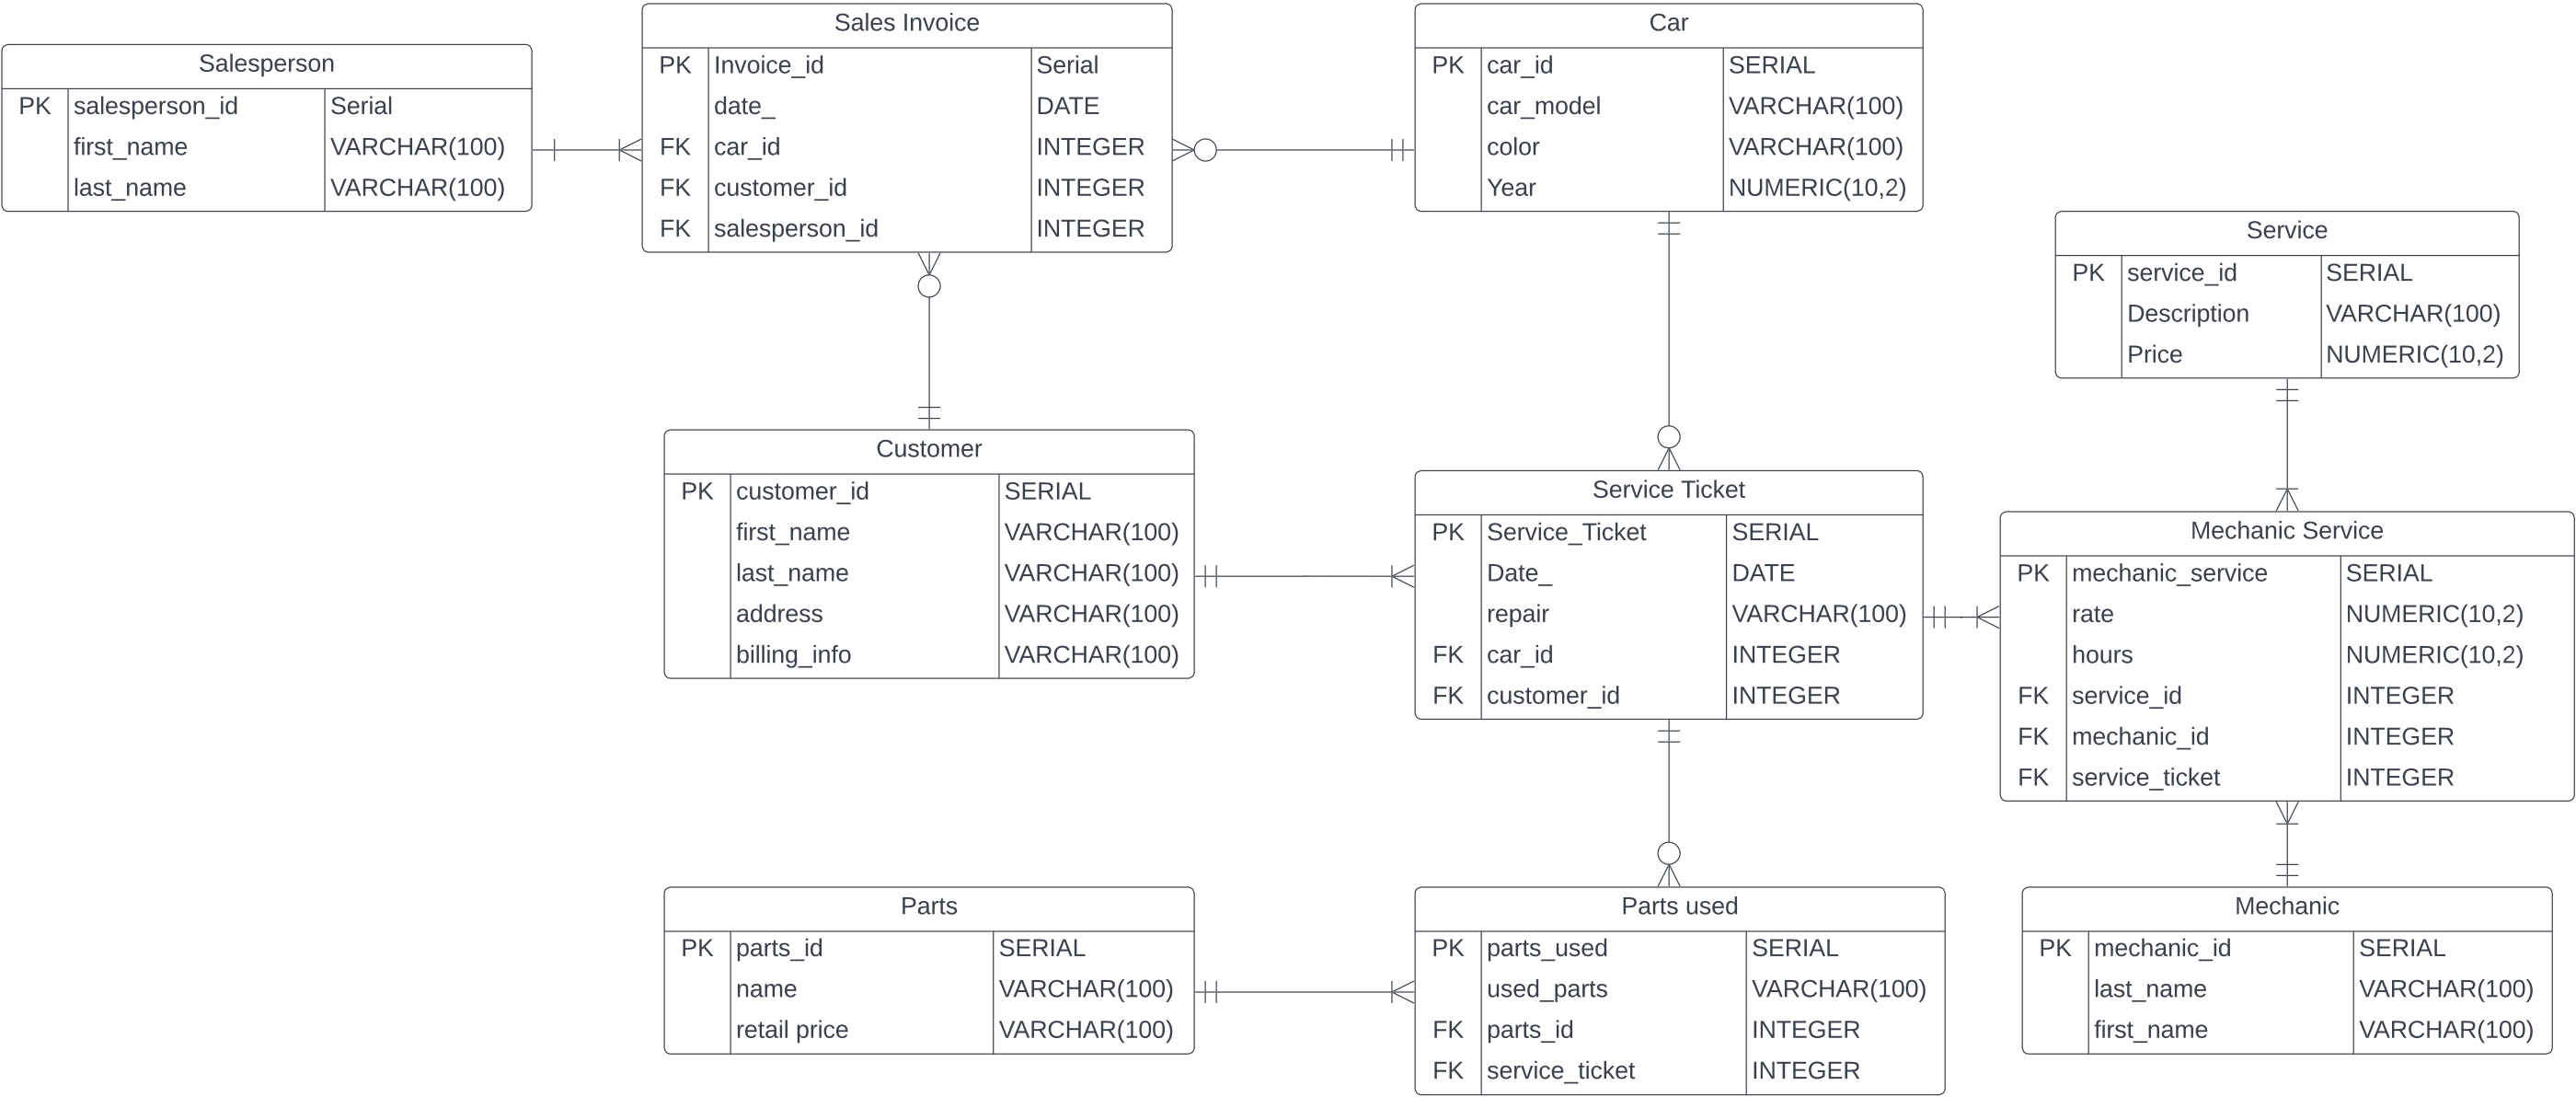 Salesperson
PK salesperson_id Serial
first_name VARCHAR(100)
last_name VARCHAR(100)
Sales Invoice
PK Invoice_id Serial
date_ DATE
FK car_id INTEGER
FK customer_id INTEGER
FK salesperson_id INTEGER
Car
PK car_id SERIAL
car_model VARCHAR(100)
color VARCHAR(100)
Year NUMERIC(10,2)
Service
PK service_id SERIAL
Description VARCHAR(100)
Price NUMERIC(10,2)
Customer
PK customer_id SERIAL
first_name VARCHAR(100)
last_name VARCHAR(100)
address VARCHAR(100)
billing_info VARCHAR(100)
Service Ticket
PK Service_Ticket SERIAL
Date_ DATE
repair VARCHAR(100)
FK car_id INTEGER
FK customer_id INTEGER
Mechanic Service
PK mechanic_service SERIAL
rate NUMERIC(10,2)
hours NUMERIC(10,2)
FK service_id INTEGER
FK mechanic_id INTEGER
FK service_ticket INTEGER
Parts
PK parts_id SERIAL
name VARCHAR(100)
retail price VARCHAR(100)
Parts used
PK parts_used SERIAL
used_parts VARCHAR(100)
FK parts_id INTEGER
FK service_ticket INTEGER
Mechanic
PK mechanic_id SERIAL
last_name VARCHAR(100)
first_name VARCHAR(100)